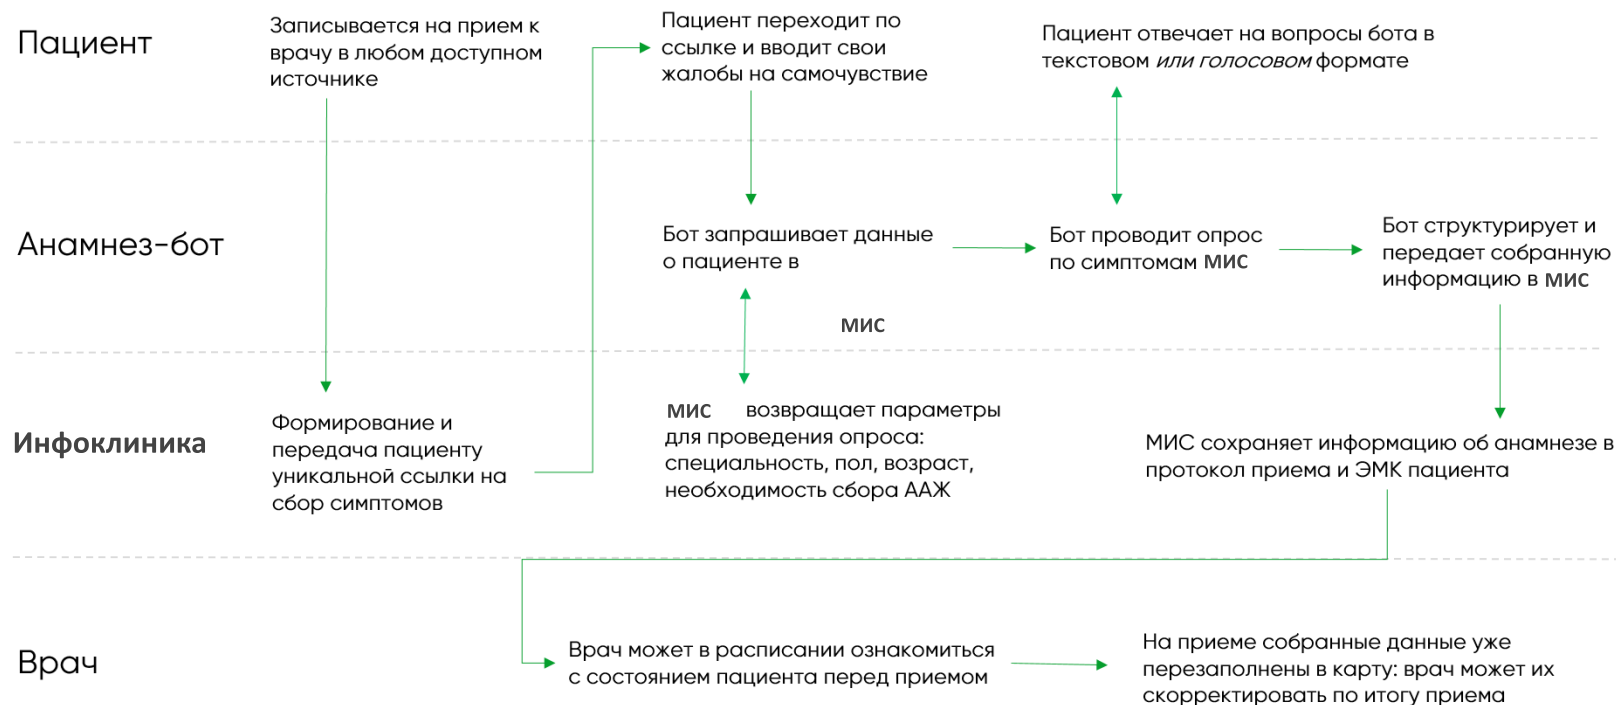 Пациент
Записывается на прием к
врачу в любом доступном
источнике
Пациент переходит по
ссылке и вводит свои
жалобы на самочувствие
Пациент отвечает на вопросы бота в
текстовом или голосовом формате
Анамнез-бот
Бот запрашивает данные
о пациенте в
МИС
Бот проводит опрос
по симптомам МИС
Бот структурирует и
передает собранную
информацию в МИС
Инфоклиника
Формирование и
передача пациенту
уникальной ссылки на
сбор симптомов
МИС возвращает параметры
для проведения опроса:
специальность, пол, возраст,
необходимость сбора ААЖ
МИС сохраняет информацию об анамнезе в
протокол приема и ЭМК пациента
Врач
Врач может в расписании ознакомиться
с состоянием пациента перед приемом
На приеме собранные данные уже
перезаполнены в карту: врач может их
скорректировать по итогу приема